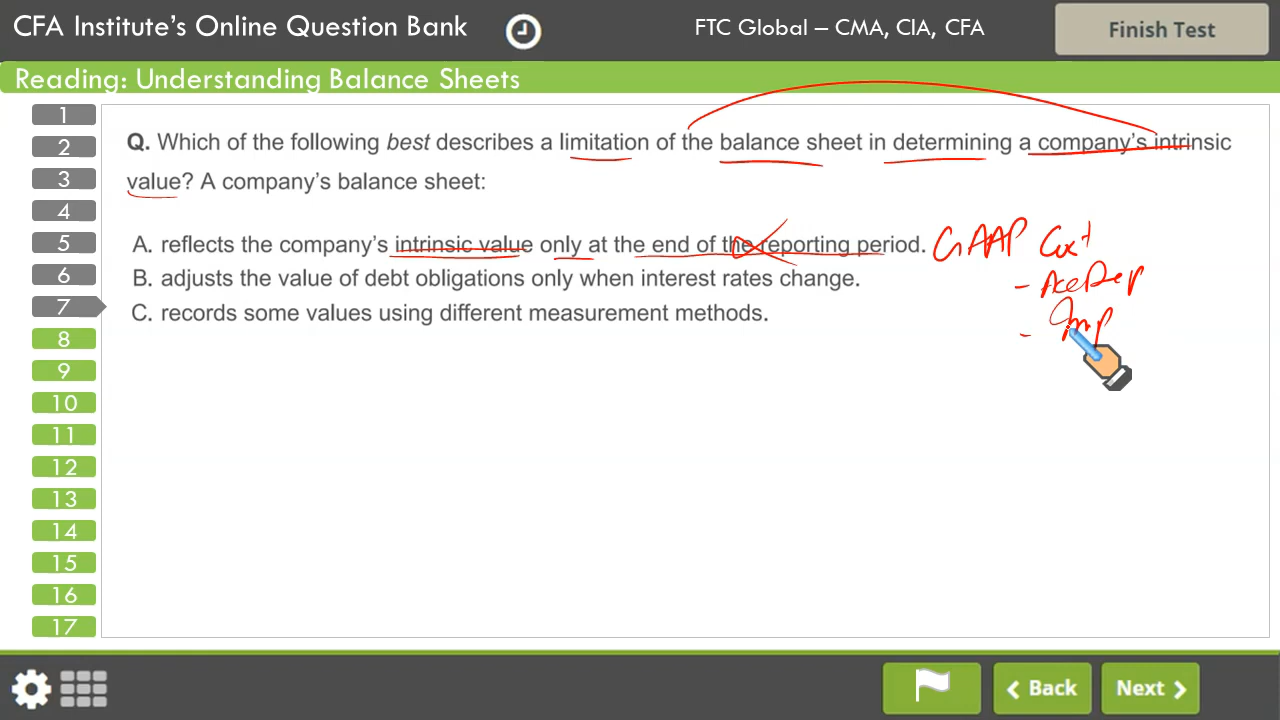 CFA Institute's Online Question Bank
FTC Global – CMA, CIA, CFA
Finish Test
Reading: Understanding Balance Sheets
1
2
3
4
5
6
7
8
9
10
11
12
13
14
15
16
17
Q. Which of the following best describes a limitation of the balance sheet in determining a company's intrinsic
value? A company's balance sheet:
A. reflects the company's intrinsic value only at the end of the reporting period.
B. adjusts the value of debt obligations only when interest rates change.
C. records some values using different measurement methods.
GAAP
- Dep
- Imp
Back
Next